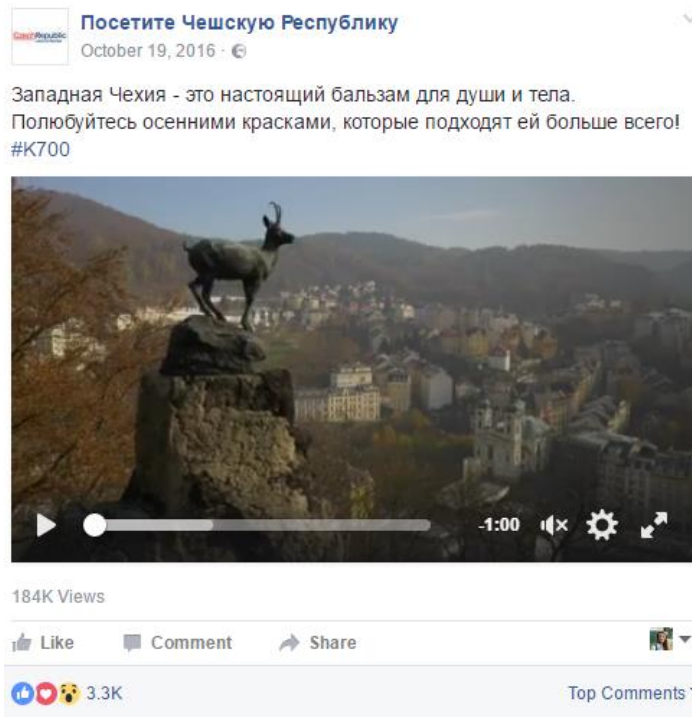 CzechRepublic
Посетите Чешскую Республику
October 19, 2016 ·
Западная Чехия - это настоящий бальзам для души и тела.
Полюбуйтесь осенними красками, которые подходят ей больше всего!
#K700
-1:00
184K Views
Like Comment Share
3.3K Top Comments